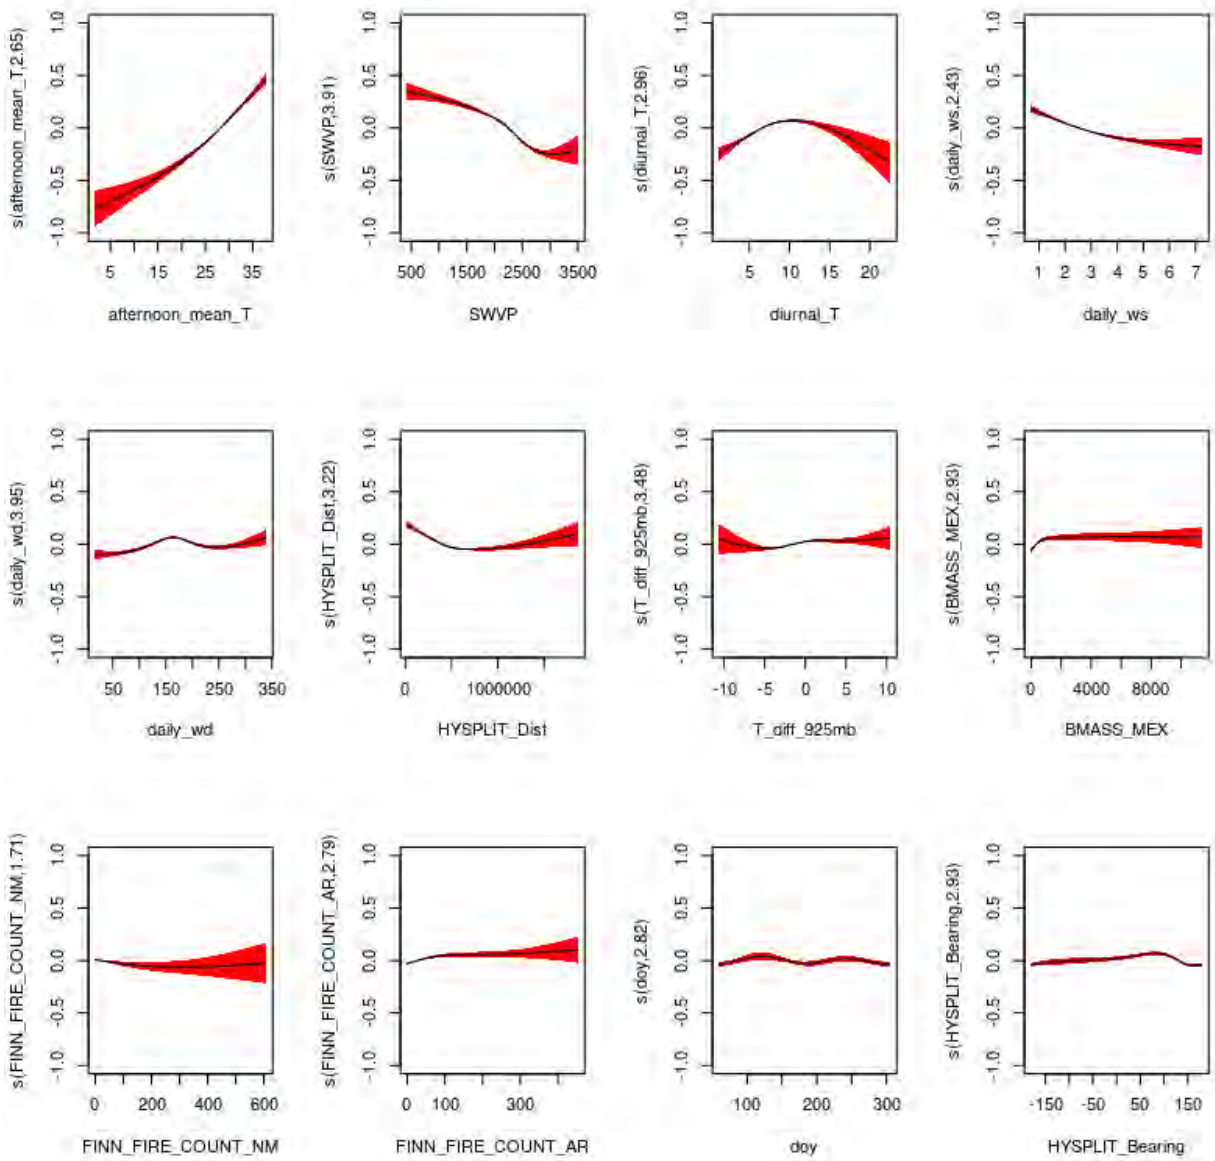 s(afternoon_mean_T,2.65)
1.0
0.5
0.0
-0.5
-1.0
5 15 25 35
afternoon_mean_T
s(SWVP,3.91)
1.0
0.5
0.0
-0.5
-1.0
500 1500 2500 3500
SWVP
s(diurnal_T,2.96)
1.0
0.5
0.0
-0.5
-1.0
5 10 15 20
diurnal_T
s(daily_ws,2.43)
1.0
0.5
0.0
-0.5
-1.0
1 2 3 4 5 6 7
daily_ws
s(daily_wd,3.95)
1.0
0.5
0.0
-0.5
-1.0
50 150 250 350
daily_wd
s(HYSPLIT_Dist,3.22)
1.0
0.5
0.0
-0.5
-1.0
0 1000000
HYSPLIT_Dist
s(T_diff_925mb,3.48)
1.0
0.5
0.0
-0.5
-1.0
-10 -5 0 5 10
T_diff_925mb
s(BMASS_MEX,2.93)
1.0
0.5
0.0
-0.5
-1.0
0 4000 8000
BMASS_MEX
s(FINN_FIRE_COUNT_NM,1.71)
1.0
0.5
0.0
-0.5
-1.0
0 200 400 600
FINN_FIRE_COUNT_NM
s(FINN_FIRE_COUNT_AR,2.79)
1.0
0.5
0.0
-0.5
-1.0
0 100 300
FINN_FIRE_COUNT_AR
s(doy,2.82)
1.0
0.5
0.0
-0.5
-1.0
100 200 300
doy
s(HYSPLIT_Bearing,2.93)
1.0
0.5
0.0
-0.5
-1.0
-150 -50 50 150
HYSPLIT_Bearing